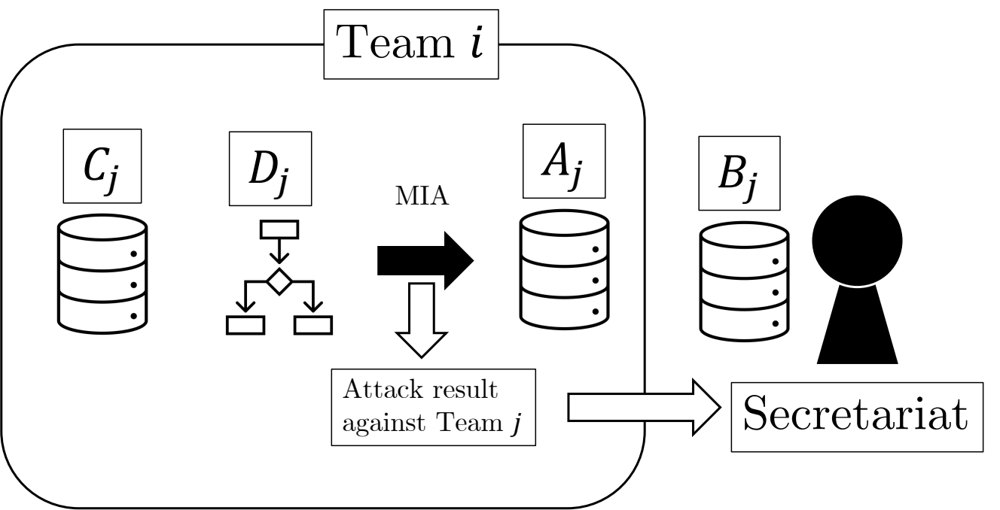 Team i
C_j
D_j
MIA
A_j
B_j
Attack result
against Team j
Secretariat